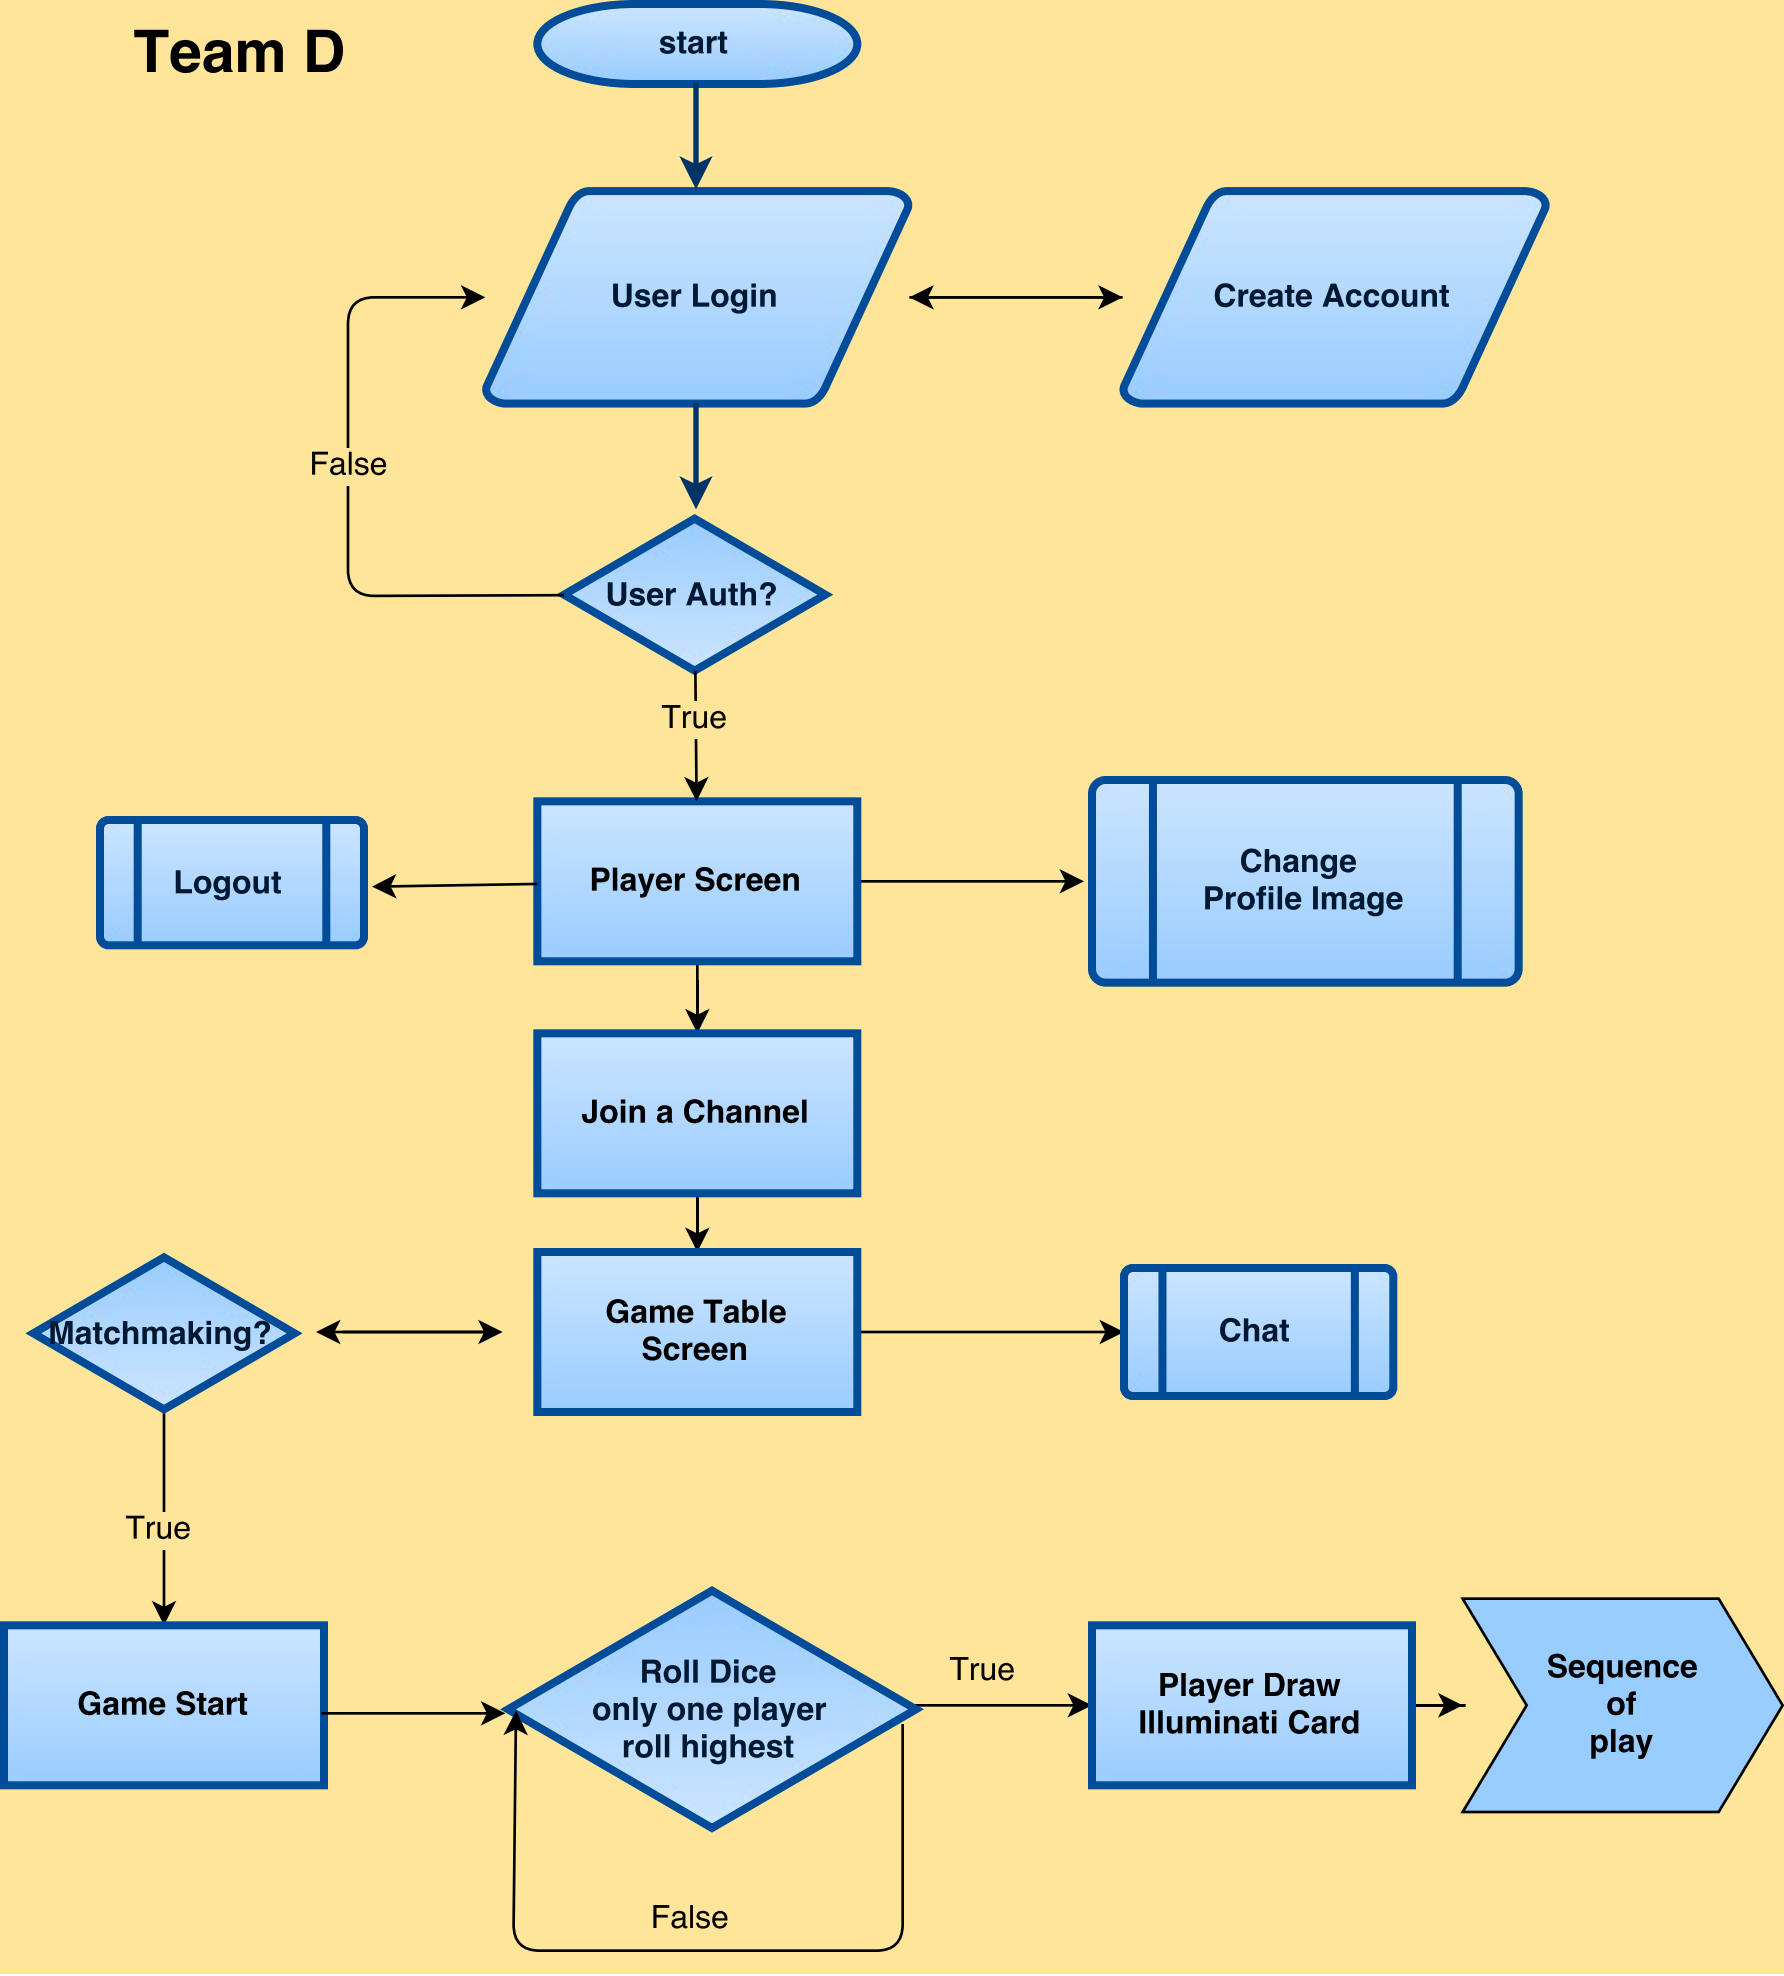 Team D
start
User Login
Create Account
False
User Auth?
True
Logout
Player Screen
Change
Profile Image
Join a Channel
Matchmaking?
Game Table
Screen
Chat
True
Game Start
Roll Dice
only one player
roll highest
True
Player Draw
Illuminati Card
Sequence
of
play
False